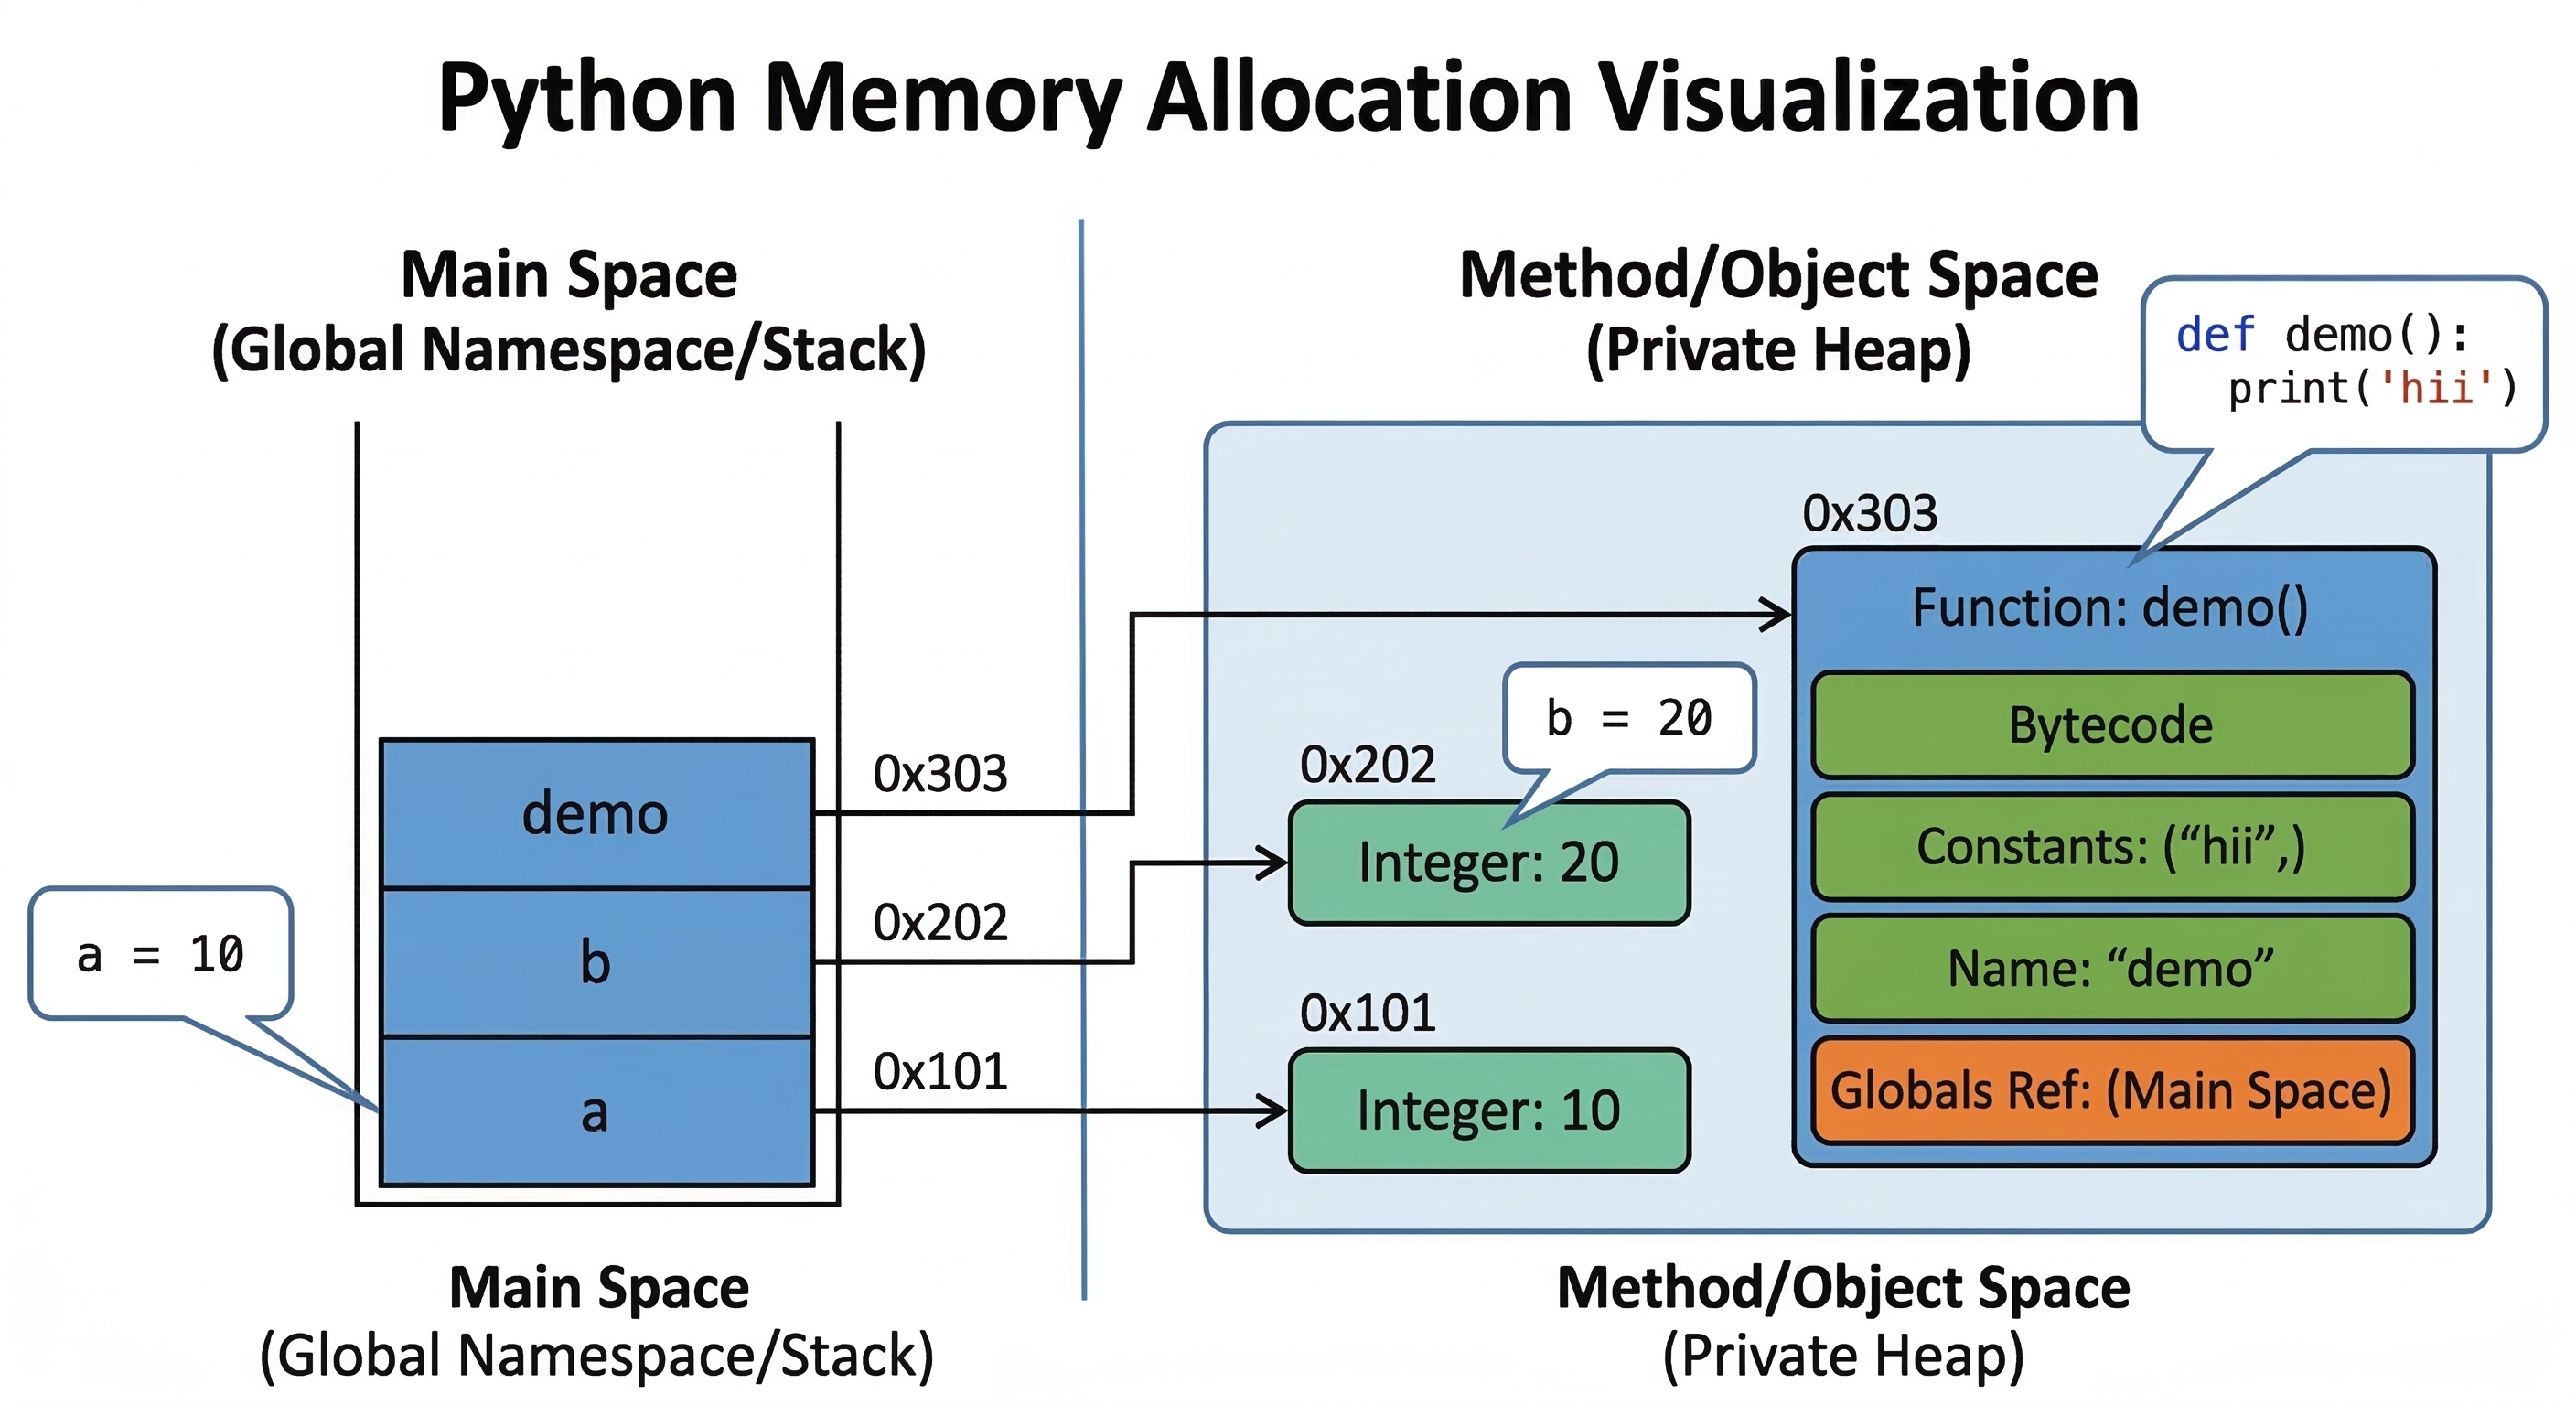 Python Memory Allocation Visualization
Main Space
(Global Namespace/Stack)
demo
b
a
a = 10
0x303
0x202
0x101
Main Space
(Global Namespace/Stack)
Method/Object Space
(Private Heap)
def demo():
print('hii')
0x303
Function: demo()
Bytecode
Constants: (“hii”,)
Name: “demo”
Globals Ref: (Main Space)
b = 20
0x202
Integer: 20
0x101
Integer: 10
Method/Object Space
(Private Heap)